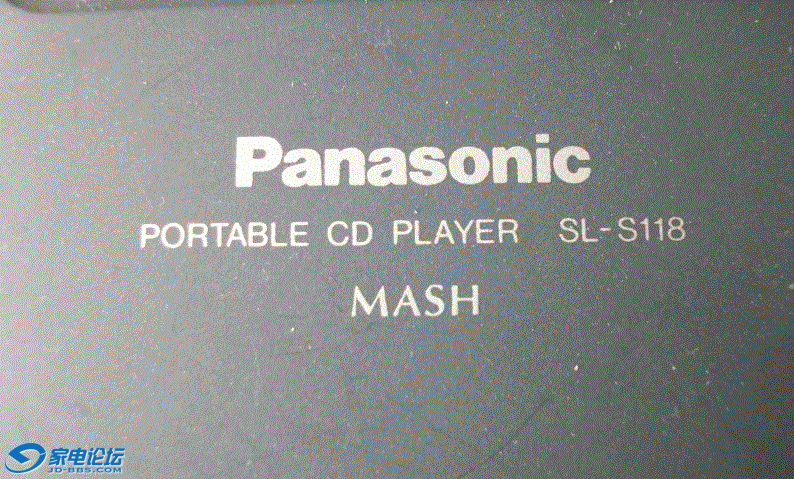 Panasonic
PORTABLE CD PLAYER SL-S118
MASH
家电论坛
JD-BBS.COM